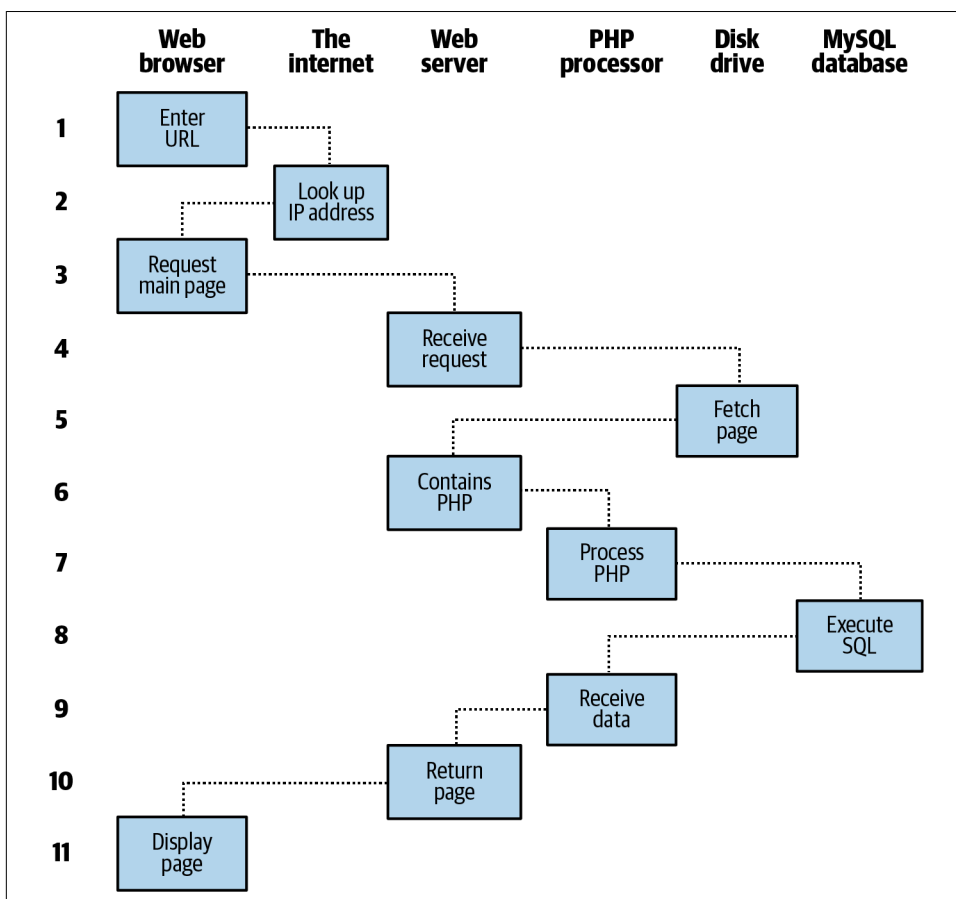 Web
browser
The
internet
Web
server
PHP
processor
Disk
drive
MySQL
database
1
Enter
URL
2
Look up
IP address
3
Request
main page
4
Receive
request
5
Fetch
page
6
Contains
PHP
7
Process
PHP
8
Execute
SQL
9
Receive
data
10
Return
page
11
Display
page